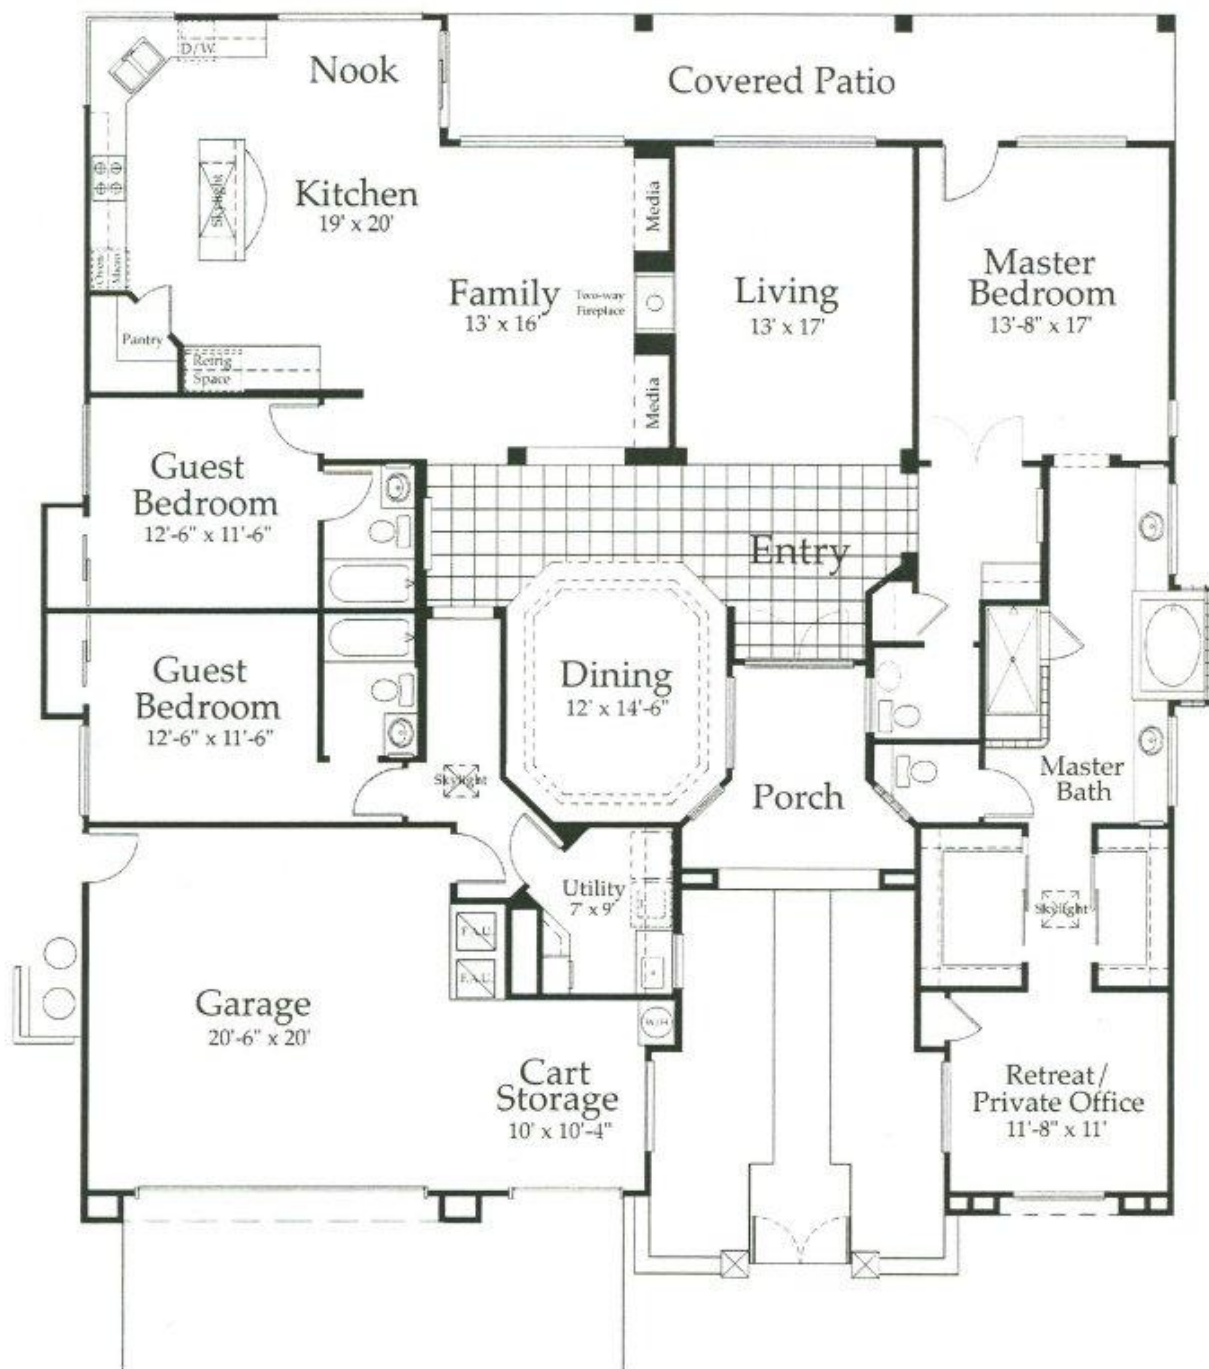 D/W
Nook
Covered Patio
Skylight
Kitchen
19' x 20'
Media
Oven
Micro
Family
13' x 16'
Two-way
Fireplace
Living
13' x 17'
Master
Bedroom
13'-8" x 17'
Pantry
Refrig
Space
Media
Guest
Bedroom
12'-6" x 11'-6"
Entry
Guest
Bedroom
12'-6" x 11'-6"
Dining
12' x 14'-6"
Skylight
Porch
Master
Bath
Utility
7' x 9'
Skylight
F.A.U.
F.A.U.
Garage
20'-6" x 20'
W/H
Cart
Storage
10' x 10'-4"
Retreat/
Private Office
11'-8" x 11'